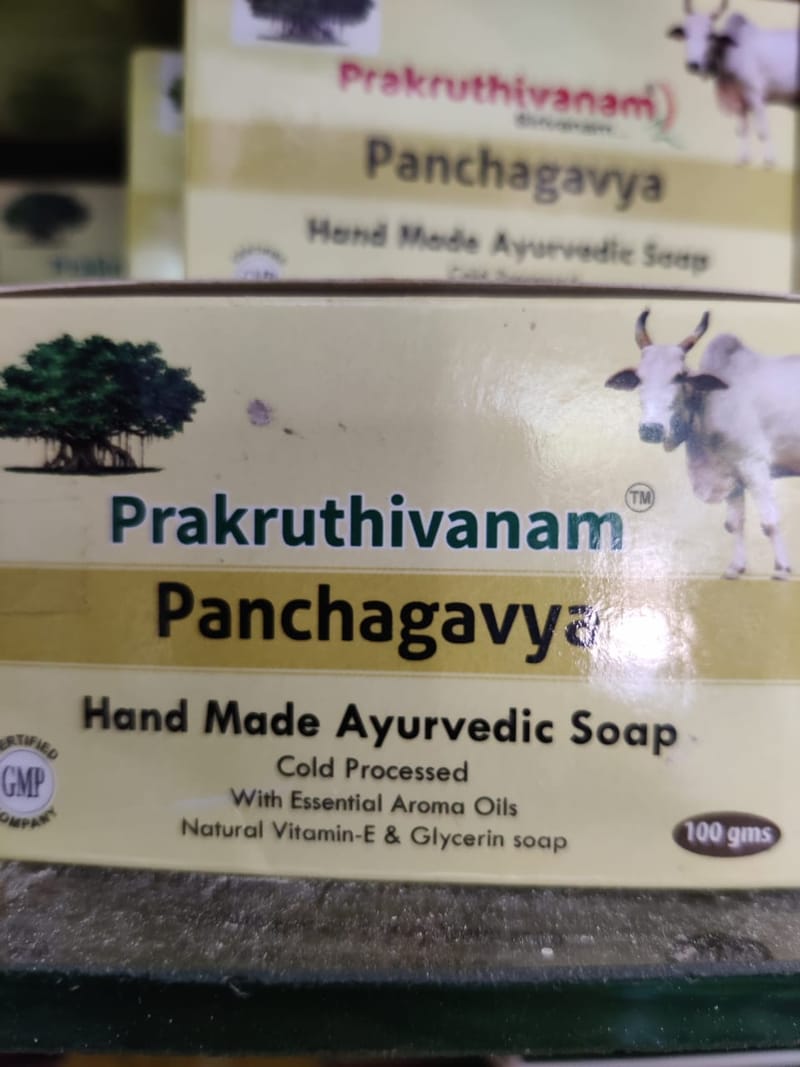 Prakruthivanam
Panchagavya
Hand Made Ayurvedic Soap
Prakruthivanam TM
Panchagavya
Hand Made Ayurvedic Soap
Cold Processed
With Essential Aroma Oils
Natural Vitamin-E & Glycerin soap
GMP
100 gms